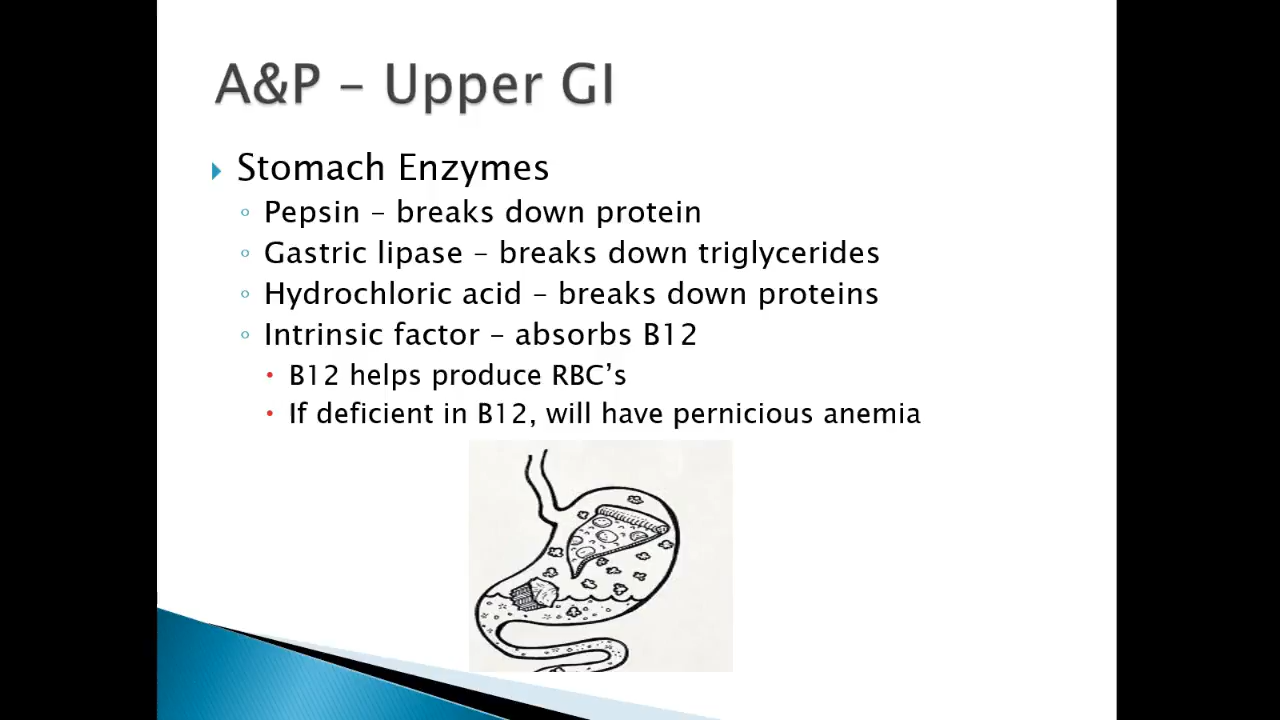 A&P – Upper GI
Stomach Enzymes
Pepsin – breaks down protein
Gastric lipase – breaks down triglycerides
Hydrochloric acid – breaks down proteins
Intrinsic factor – absorbs B12
B12 helps produce RBC’s
If deficient in B12, will have pernicious anemia